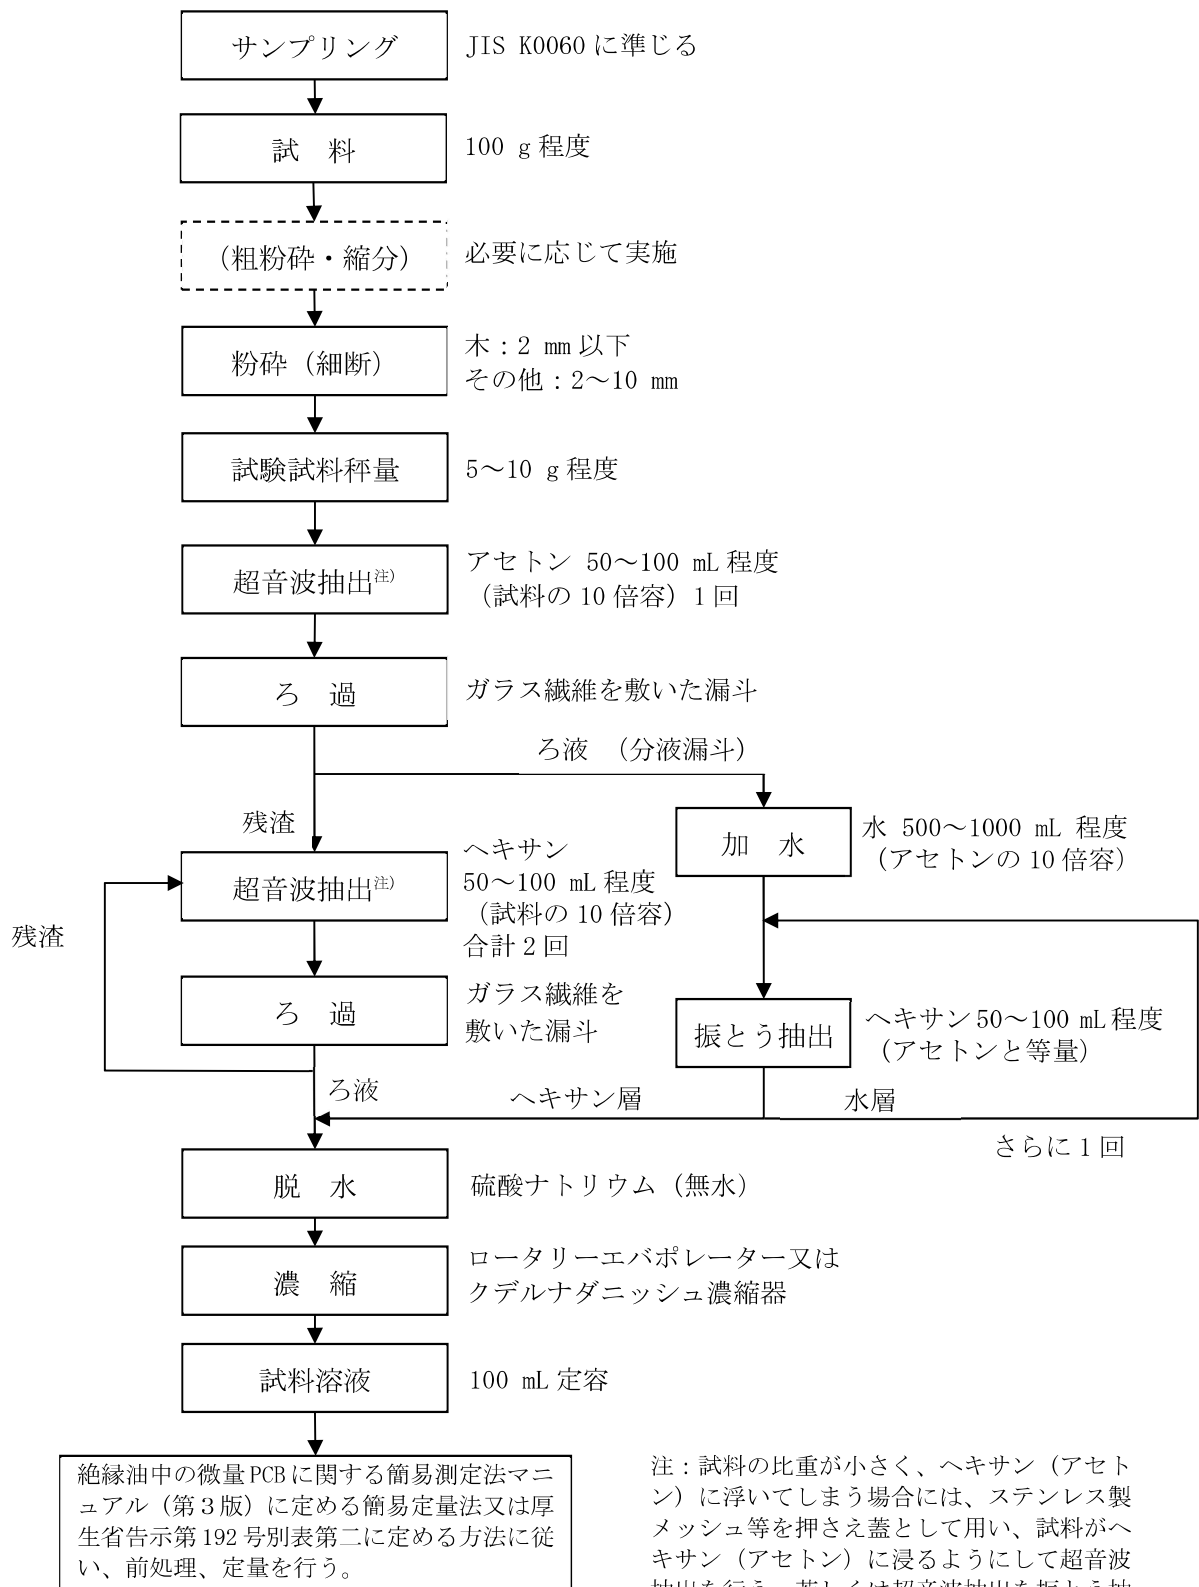 サンプリング
JIS K0060 に準じる
試　料
100 g 程度
（粗粉砕・縮分）
必要に応じて実施
粉砕（細断）
木：2 mm 以下
その他：2～10 mm
試験試料秤量
5～10 g 程度
超音波抽出注)
アセトン 50～100 mL 程度
（試料の 10 倍容）1 回
ろ　過
ガラス繊維を敷いた漏斗
ろ液　（分液漏斗）
残渣
加　水
水 500～1000 mL 程度
（アセトンの 10 倍容）
超音波抽出注)
ヘキサン
50～100 mL 程度
（試料の 10 倍容）
合計 2 回
残渣
ろ　過
ガラス繊維を
敷いた漏斗
振とう抽出
ヘキサン 50～100 mL 程度
（アセトンと等量）
ろ液
ヘキサン層
水層
さらに 1 回
脱　水
硫酸ナトリウム（無水）
濃　縮
ロータリーエバポレーター又は
クデルナダニッシュ濃縮器
試料溶液
100 mL 定容
絶縁油中の微量 PCB に関する簡易測定法マニ
ュアル（第３版）に定める簡易定量法又は厚
生省告示第 192 号別表第二に定める方法に従
い、前処理、定量を行う。
注：試料の比重が小さく、ヘキサン（アセト
ン）に浮いてしまう場合には、ステンレス製
メッシュ等を押さえ蓋として用い、試料がヘ
キサン（アセトン）に浸るようにして超音波